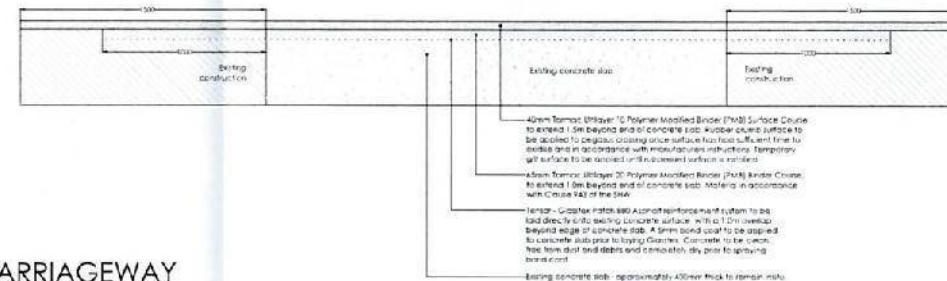 1500
1500
1000
1000
Existing
construction
Existing concrete slab
Existing
construction
40mm Tarmac Ultilayer 10 Polymer Modified Binder (PMB) Surface Course
to extend 1.5m beyond end of concrete slab. Rubber crumb surface to
be applied to pegasus crossing once surface has had sufficient time to
oxidise and in accordance with manufacturers instructions. Temporary
grit surface to be applied until rubberised surface is installed
65mm Tarmac Ultilayer 20 Polymer Modified Binder (PMB) Binder Course,
to extend 1.0m beyond end of concrete slab. Material in accordance
with Clause 943 of the SHW
Tensar - Glasstex Patch 880 Asphalt reinforcement system to be
laid directly onto existing concrete surface, with a 1.0m overlap
beyond edge of concrete slab. A 5mm bond coat to be applied
to concrete slab prior to laying Glasstex. Concrete to be clean,
free from dust and debris and completely dry prior to spraying
bond coat
Existing concrete slab - approximately 400mm thick to remain insitu.
ARRIAGEWAY